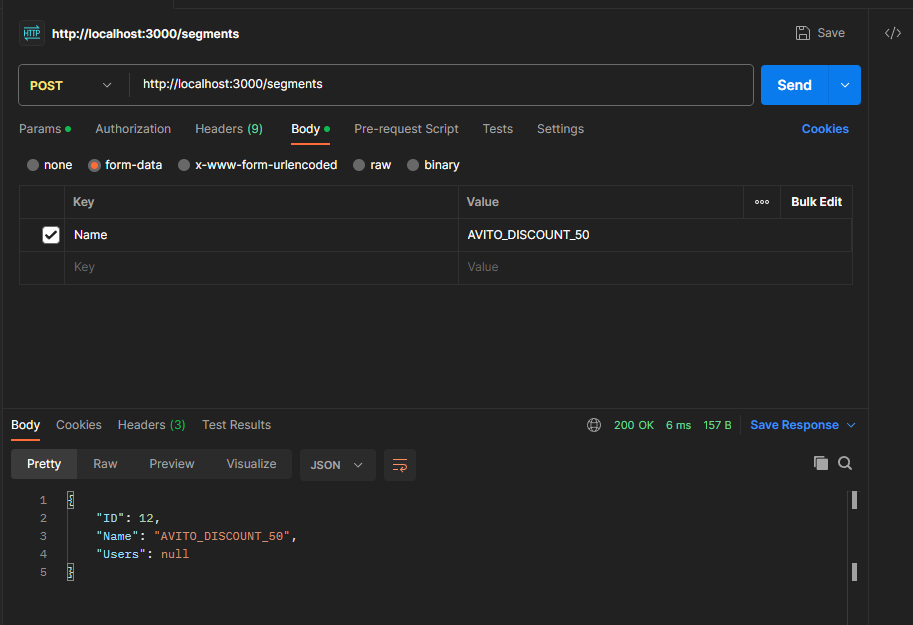 HTTP http://localhost:3000/segments Save </>
POST http://localhost:3000/segments Send
Params Authorization Headers (9) Body Pre-request Script Tests Settings Cookies
none form-data x-www-form-urlencoded raw binary
Key Value Bulk Edit
Name AVITO_DISCOUNT_50
Key Value
Body Cookies Headers (3) Test Results 200 OK 6 ms 157 B Save Response
Pretty Raw Preview Visualize JSON
1 {
2 "ID": 12,
3 "Name": "AVITO_DISCOUNT_50",
4 "Users": null
5 }